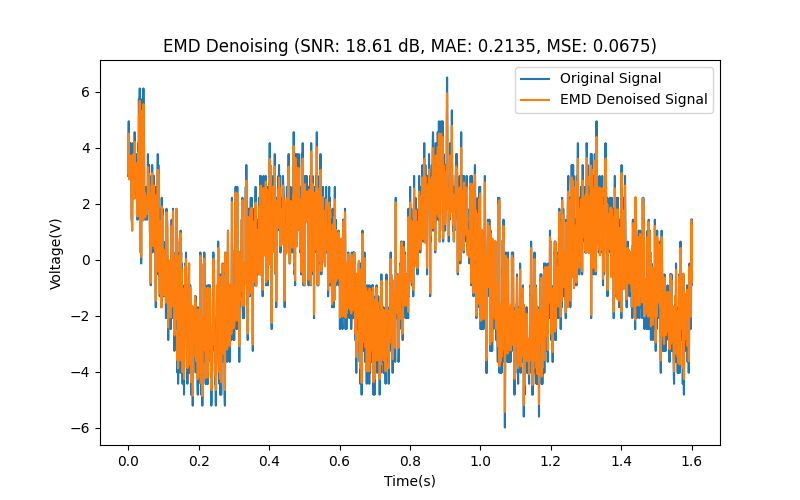 EMD Denoising (SNR: 18.61 dB, MAE: 0.2135, MSE: 0.0675)
Original Signal
EMD Denoised Signal
Voltage(V)
6
4
2
0
−2
−4
−6
0.0 0.2 0.4 0.6 0.8 1.0 1.2 1.4 1.6
Time(s)